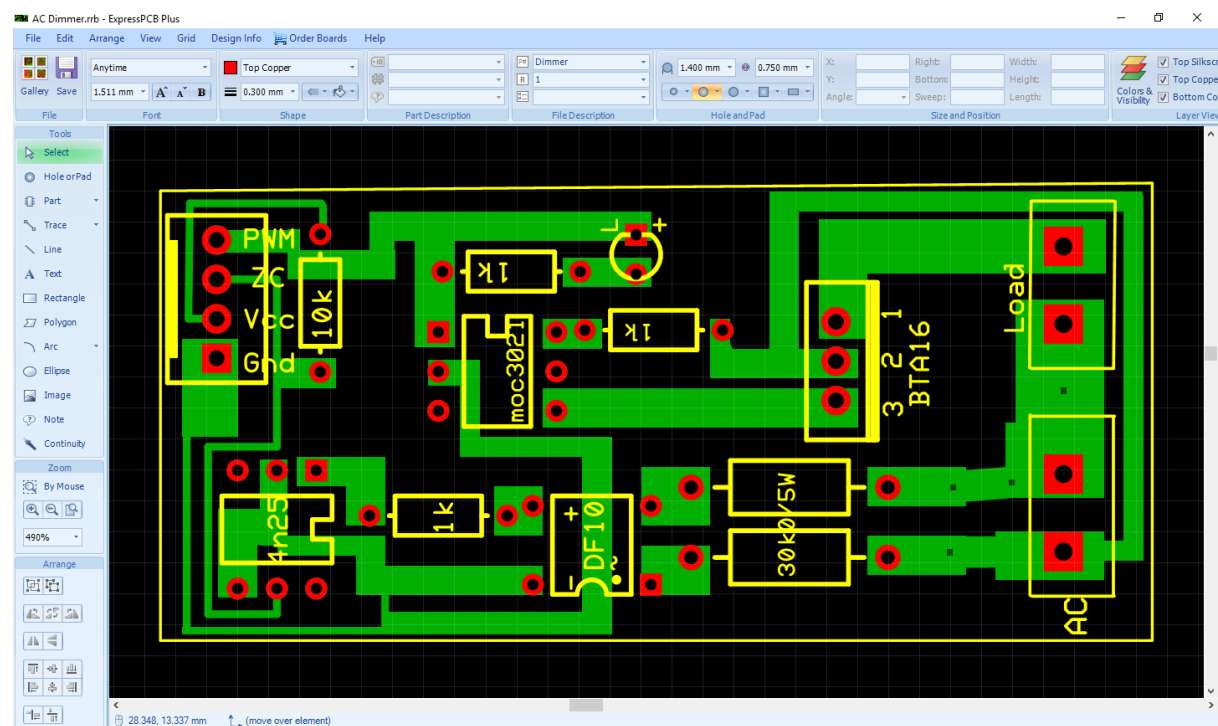 AC Dimmer.rrb - ExpressPCB Plus
File Edit Arrange View Grid Design Info Order Boards Help
Gallery Save
Anytime
1.511 mm A A B
Top Copper
0.300 mm
Dimmer
R 1
1.400 mm 0.750 mm
X: Right: Width:
Y: Bottom: Height:
Angle: Sweep: Length:
Colors & Visibility
Top Silkscr
Top Coppe
Bottom Co
File Font Shape Part Description File Description Hole and Pad Size and Position Layer View
Tools
Select
Hole or Pad
Part
Trace
Line
A Text
Rectangle
Polygon
Arc
Ellipse
Image
Note
Continuity
Zoom
By Mouse
490%
Arrange
PWM
ZC
Vcc
Gnd
10k
1k
L +
moc3021
1k
1
2
3
BTA16
Load
4n25
1k
+
-
~
DF10
30k0/5W
AC
28.348, 13.337 mm (move over element)